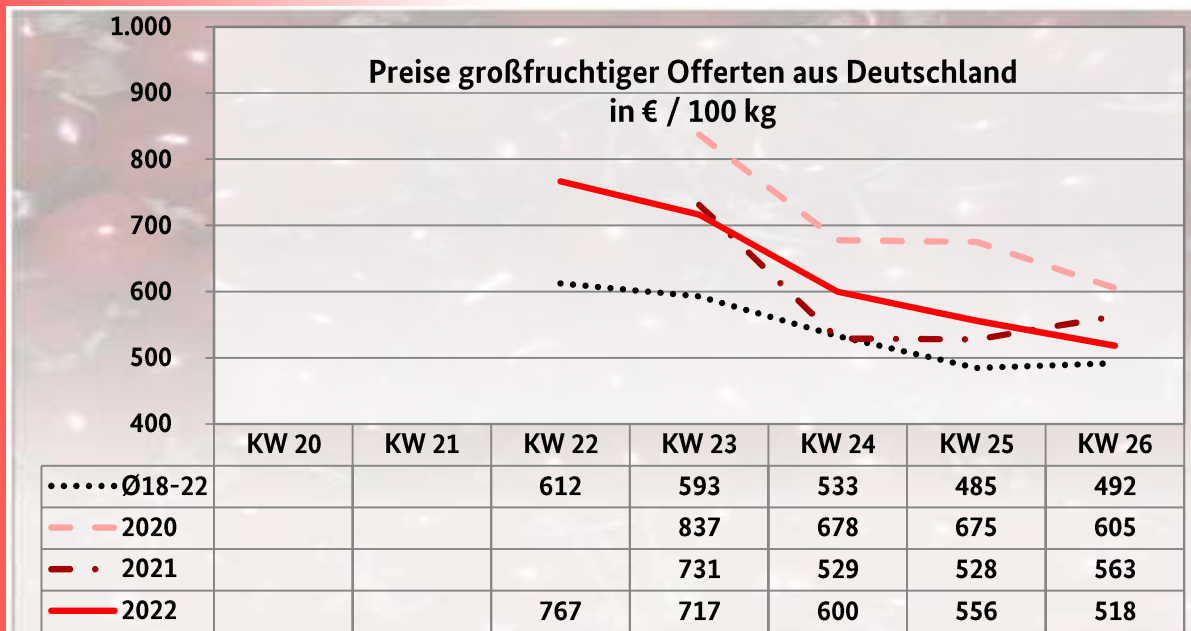 Preise großfruchtiger Offerten aus Deutschland
in € / 100 kg
1.000
900
800
700
600
500
400
KW 20 KW 21 KW 22 KW 23 KW 24 KW 25 KW 26
Ø18-22 612 593 533 485 492
2020 837 678 675 605
2021 731 529 528 563
2022 767 717 600 556 518